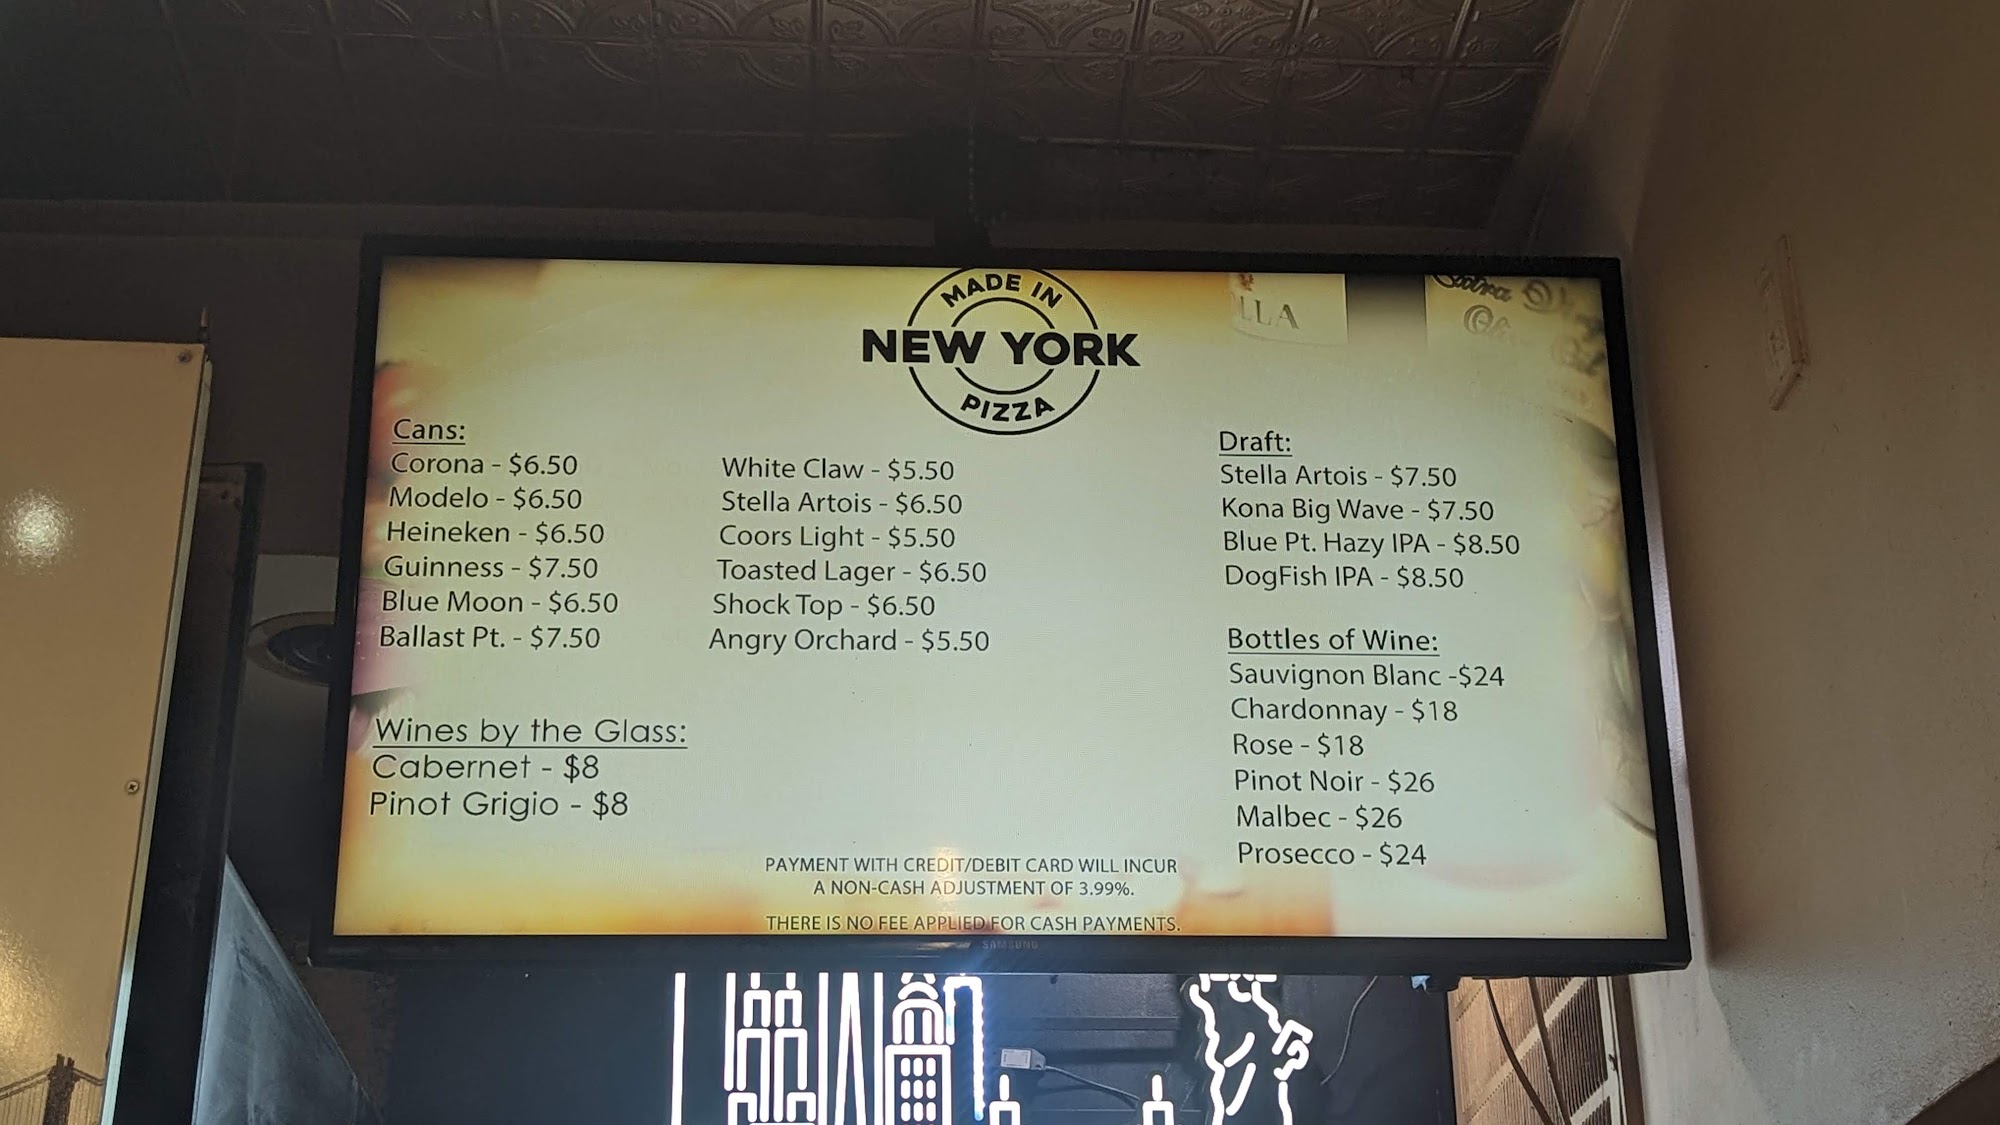 MADE IN
NEW YORK
PIZZA
LLA
Cans:
Corona - $6.50
Modelo - $6.50
Heineken - $6.50
Guinness - $7.50
Blue Moon - $6.50
Ballast Pt. - $7.50
White Claw - $5.50
Stella Artois - $6.50
Coors Light - $5.50
Toasted Lager - $6.50
Shock Top - $6.50
Angry Orchard - $5.50
Wines by the Glass:
Cabernet - $8
Pinot Grigio - $8
Draft:
Stella Artois - $7.50
Kona Big Wave - $7.50
Blue Pt. Hazy IPA - $8.50
DogFish IPA - $8.50
Bottles of Wine:
Sauvignon Blanc -$24
Chardonnay - $18
Rose - $18
Pinot Noir - $26
Malbec - $26
Prosecco - $24
PAYMENT WITH CREDIT/DEBIT CARD WILL INCUR
A NON-CASH ADJUSTMENT OF 3.99%.
THERE IS NO FEE APPLIED FOR CASH PAYMENTS.
SAMSUNG